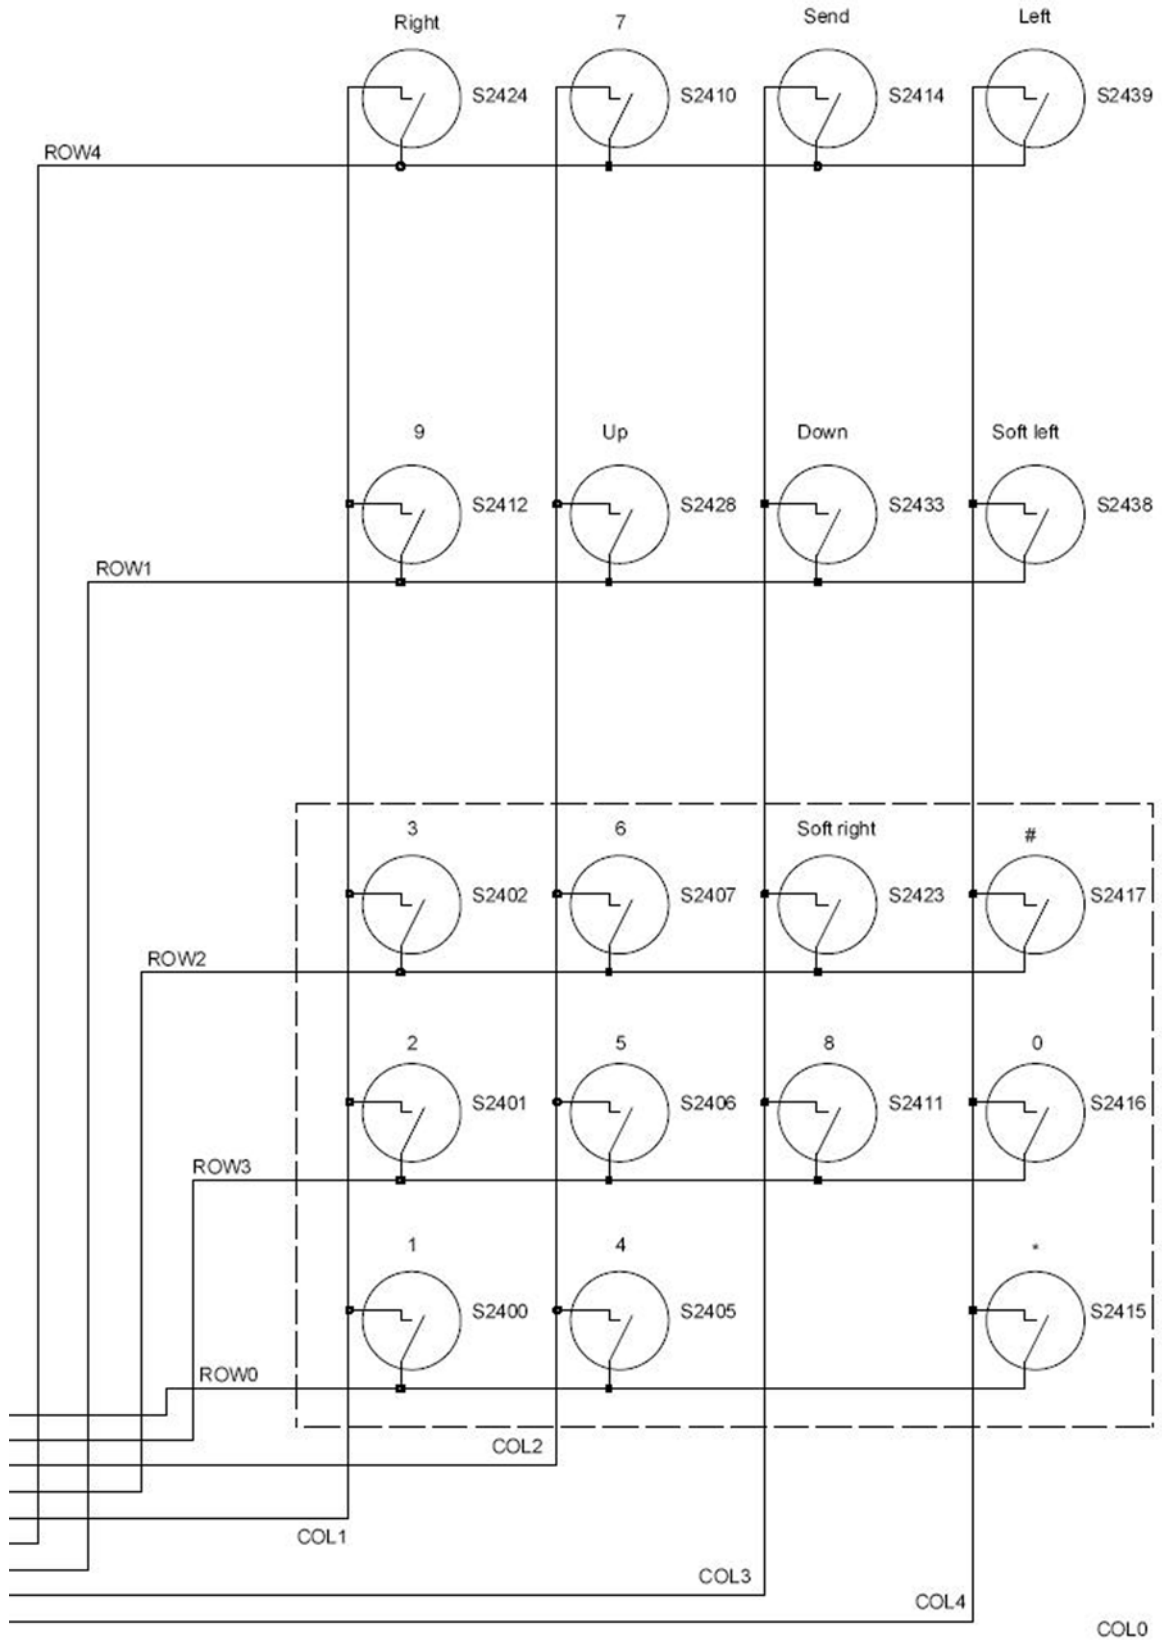 Right 7 Send Left
S2424 S2410 S2414 S2439
ROW4
9 Up Down Soft left
S2412 S2428 S2433 S2438
ROW1
3 6 Soft right #
S2402 S2407 S2423 S2417
ROW2
2 5 8 0
S2401 S2406 S2411 S2416
ROW3
1 4 *
S2400 S2405 S2415
ROW0
COL2
COL1
COL3
COL4
COL0